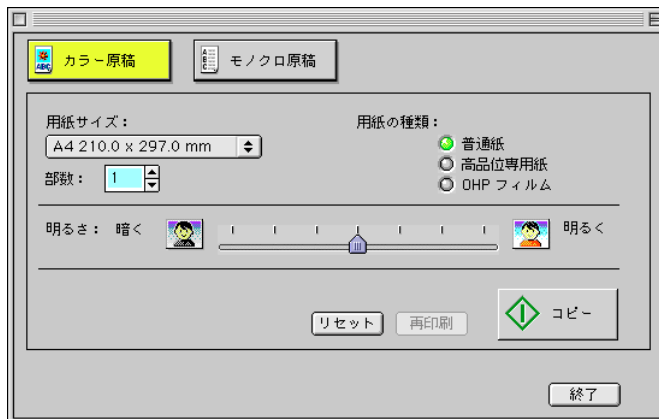 カラー原稿
モノクロ原稿
用紙サイズ：
A4 210.0 x 297.0 mm
部数：
1
用紙の種類：
普通紙
高品位専用紙
OHP フィルム
明るさ： 暗く
明るく
リセット
再印刷
コピー
終了